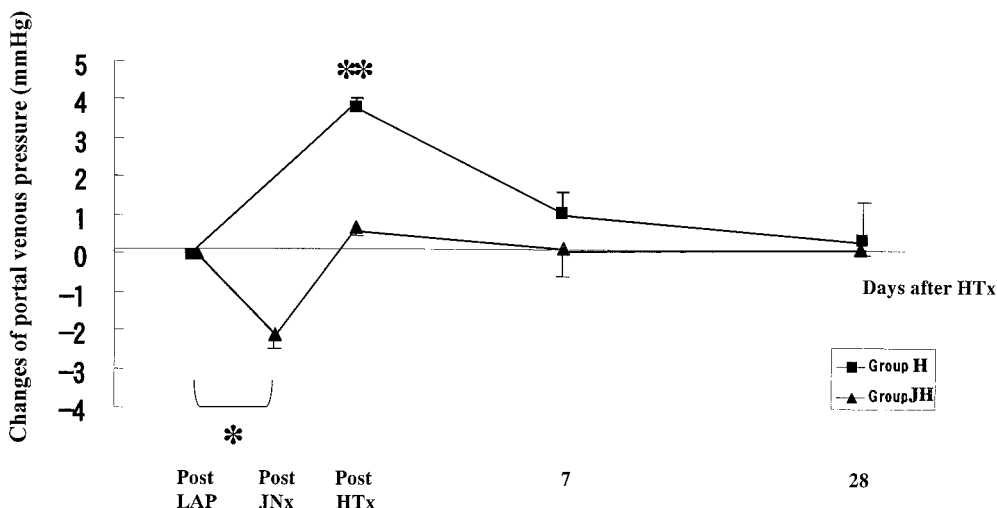 Changes of portal venous pressure (mmHg)
5
4
3
2
1
0
−1
−2
−3
−4
**
*
Days after HTx
Group H
Group JH
Post LAP
Post JNx
Post HTx
7
28